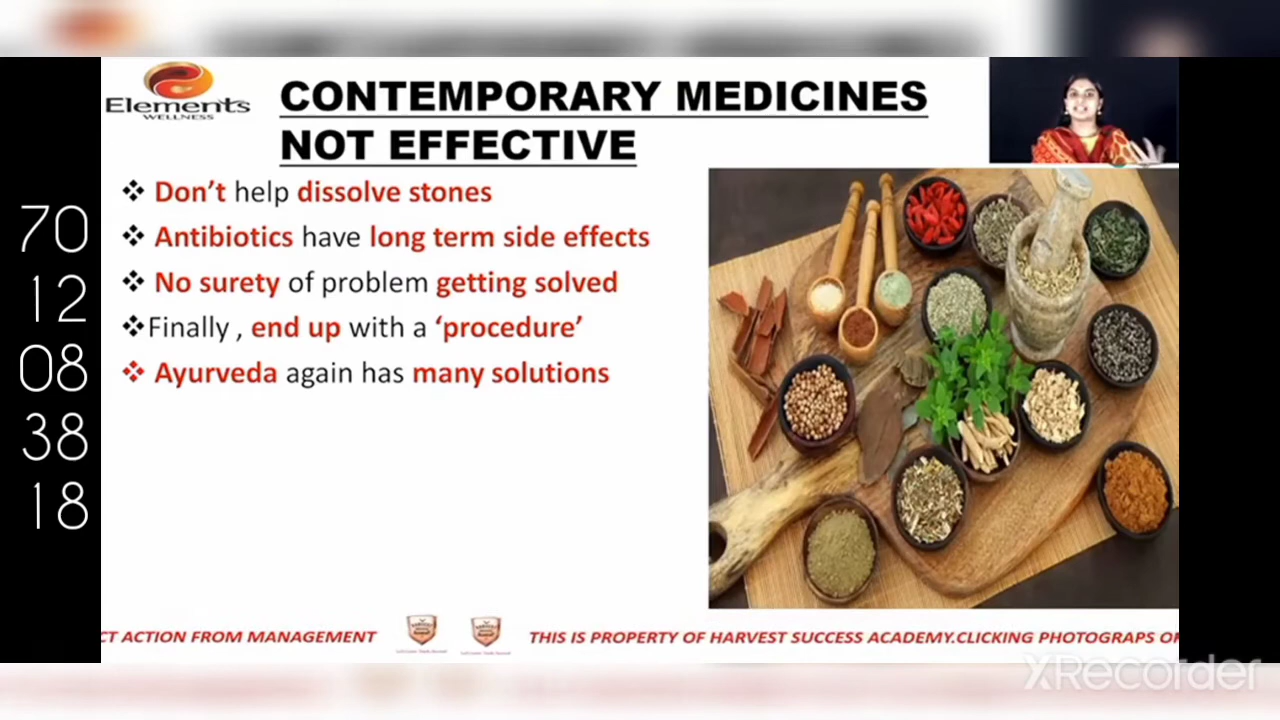 Elements
WELLNESS
CONTEMPORARY MEDICINES
NOT EFFECTIVE
Don't help dissolve stones
Antibiotics have long term side effects
No surety of problem getting solved
Finally , end up with a 'procedure'
Ayurveda again has many solutions
70
12
08
38
18
CT ACTION FROM MANAGEMENT
THIS IS PROPERTY OF HARVEST SUCCESS ACADEMY.CLICKING PHOTOGRAPS OR
XRecorder